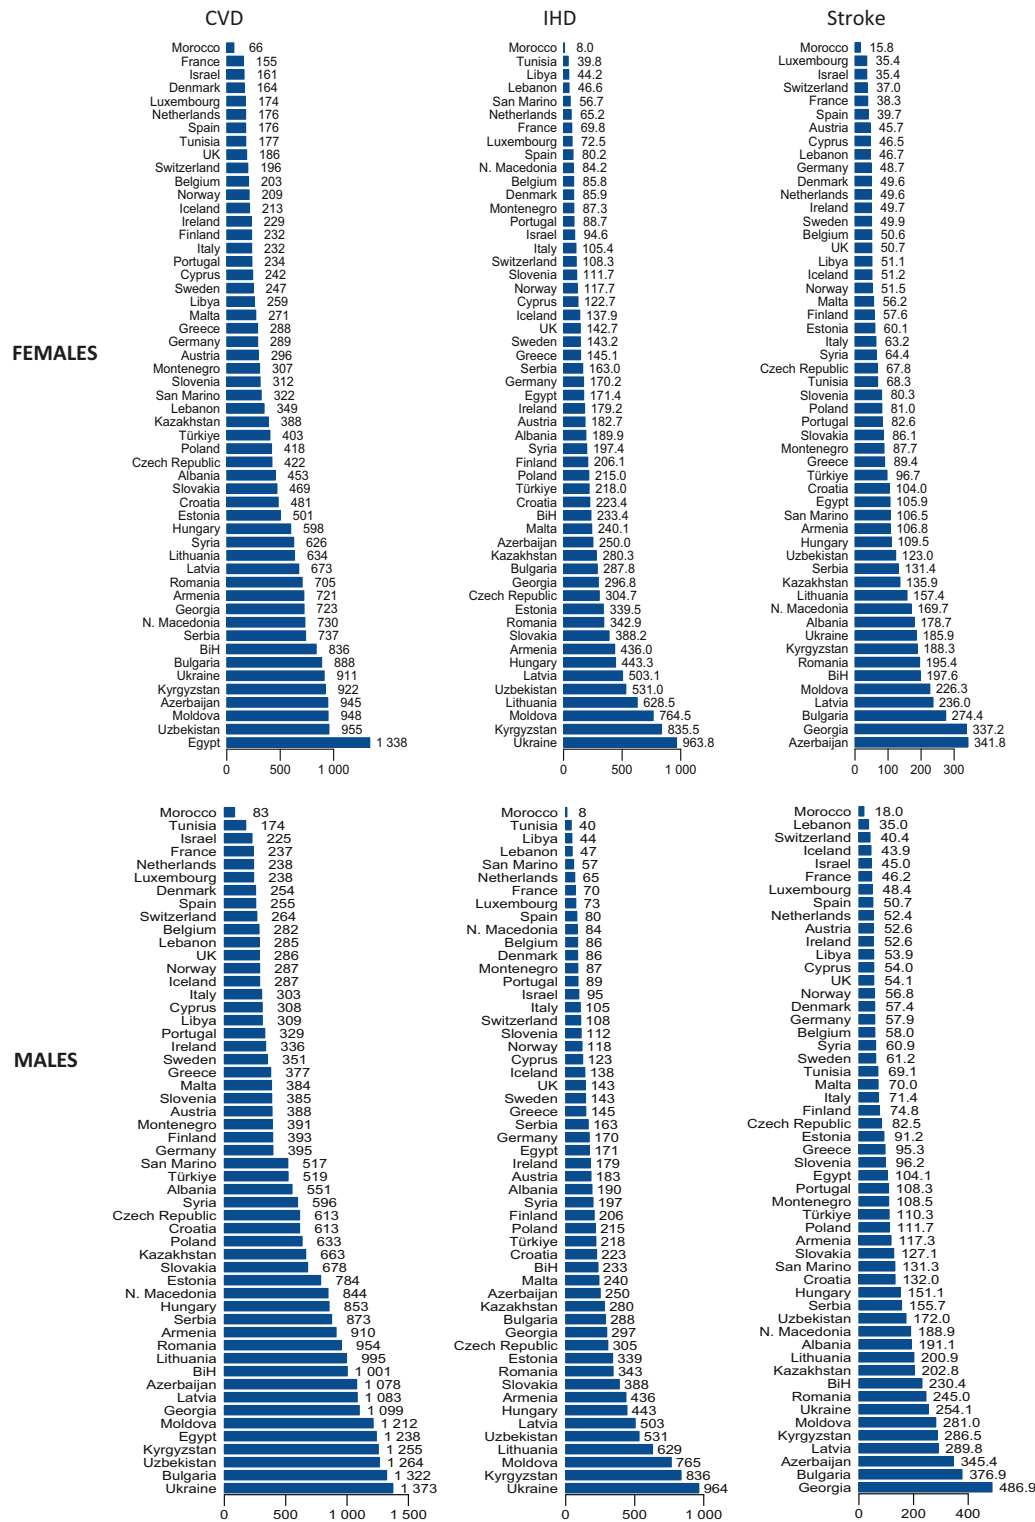 CVD
IHD
Stroke
FEMALES
Morocco 66
France 155
Israel 161
Denmark 164
Luxembourg 174
Netherlands 176
Spain 176
Tunisia 177
UK 186
Switzerland 196
Belgium 203
Norway 209
Iceland 213
Ireland 229
Finland 232
Italy 232
Portugal 234
Cyprus 242
Sweden 247
Libya 259
Malta 271
Greece 288
Germany 289
Austria 296
Montenegro 307
Slovenia 312
San Marino 322
Lebanon 349
Kazakhstan 388
Türkiye 403
Poland 418
Czech Republic 422
Albania 453
Slovakia 469
Croatia 481
Estonia 501
Hungary 598
Syria 626
Lithuania 634
Latvia 673
Romania 705
Armenia 721
Georgia 723
N. Macedonia 730
Serbia 737
BiH 836
Bulgaria 888
Ukraine 911
Kyrgyzstan 922
Azerbaijan 945
Moldova 948
Uzbekistan 955
Egypt 1 338
0 500 1 000
Morocco 8.0
Tunisia 39.8
Libya 44.2
Lebanon 46.6
San Marino 56.7
Netherlands 65.2
France 69.8
Luxembourg 72.5
Spain 80.2
N. Macedonia 84.2
Belgium 85.8
Denmark 85.9
Montenegro 87.3
Portugal 88.7
Israel 94.6
Italy 105.4
Switzerland 108.3
Slovenia 111.7
Norway 117.7
Cyprus 122.7
Iceland 137.9
UK 142.7
Sweden 143.2
Greece 145.1
Serbia 163.0
Germany 170.2
Egypt 171.4
Ireland 179.2
Austria 182.7
Albania 189.9
Syria 197.4
Finland 206.1
Poland 215.0
Türkiye 218.0
Croatia 223.4
BiH 233.4
Malta 240.1
Azerbaijan 250.0
Kazakhstan 280.3
Bulgaria 287.8
Georgia 296.8
Czech Republic 304.7
Estonia 339.5
Romania 342.9
Slovakia 388.2
Armenia 436.0
Hungary 443.3
Latvia 503.1
Uzbekistan 531.0
Lithuania 628.5
Moldova 764.5
Kyrgyzstan 835.5
Ukraine 963.8
0 500 1 000
Morocco 15.8
Luxembourg 35.4
Israel 35.4
Switzerland 37.0
France 38.3
Spain 39.7
Austria 45.7
Cyprus 46.5
Lebanon 46.7
Germany 48.7
Denmark 49.6
Netherlands 49.6
Ireland 49.7
Sweden 49.9
Belgium 50.6
UK 50.7
Libya 51.1
Iceland 51.2
Norway 51.5
Malta 56.2
Finland 57.6
Estonia 60.1
Italy 63.2
Syria 64.4
Czech Republic 67.8
Tunisia 68.3
Slovenia 80.3
Poland 81.0
Portugal 82.6
Slovakia 86.1
Montenegro 87.7
Greece 89.4
Türkiye 96.7
Croatia 104.0
Egypt 105.9
San Marino 106.5
Armenia 106.8
Hungary 109.5
Uzbekistan 123.0
Serbia 131.4
Kazakhstan 135.9
Lithuania 157.4
N. Macedonia 169.7
Albania 178.7
Ukraine 185.9
Kyrgyzstan 188.3
Romania 195.4
BiH 197.6
Moldova 226.3
Latvia 236.0
Bulgaria 274.4
Georgia 337.2
Azerbaijan 341.8
0 100 200 300
MALES
Morocco 83
Tunisia 174
Israel 225
France 237
Netherlands 238
Luxembourg 238
Denmark 254
Spain 255
Switzerland 264
Belgium 282
Lebanon 285
UK 286
Norway 287
Iceland 287
Italy 303
Cyprus 308
Libya 309
Portugal 329
Ireland 336
Sweden 351
Greece 377
Malta 384
Slovenia 385
Austria 388
Montenegro 391
Finland 393
Germany 395
San Marino 517
Türkiye 519
Albania 551
Syria 596
Czech Republic 613
Croatia 613
Poland 633
Kazakhstan 663
Slovakia 678
Estonia 784
N. Macedonia 844
Hungary 853
Serbia 873
Armenia 910
Romania 954
Lithuania 995
BiH 1 001
Azerbaijan 1 078
Latvia 1 083
Georgia 1 099
Moldova 1 212
Egypt 1 238
Kyrgyzstan 1 255
Uzbekistan 1 264
Bulgaria 1 322
Ukraine 1 373
0 500 1 000 1 500
Morocco 8
Tunisia 40
Libya 44
Lebanon 47
San Marino 57
Netherlands 65
France 70
Luxembourg 73
Spain 80
N. Macedonia 84
Belgium 86
Denmark 86
Montenegro 87
Portugal 89
Israel 95
Italy 105
Switzerland 108
Slovenia 112
Norway 118
Cyprus 123
Iceland 138
UK 143
Sweden 143
Greece 145
Serbia 163
Germany 170
Egypt 171
Ireland 179
Austria 183
Albania 190
Syria 197
Finland 206
Poland 215
Türkiye 218
Croatia 223
BiH 233
Malta 240
Azerbaijan 250
Kazakhstan 280
Bulgaria 288
Georgia 297
Czech Republic 305
Estonia 339
Romania 343
Slovakia 388
Armenia 436
Hungary 443
Latvia 503
Uzbekistan 531
Lithuania 629
Moldova 765
Kyrgyzstan 836
Ukraine 964
0 500 1 000
Morocco 18.0
Lebanon 35.0
Switzerland 40.4
Iceland 43.9
Israel 45.0
France 46.2
Luxembourg 48.4
Spain 50.7
Netherlands 52.4
Austria 52.6
Ireland 52.6
Libya 53.9
Cyprus 54.0
UK 54.1
Norway 56.8
Denmark 57.4
Germany 57.9
Belgium 58.0
Syria 60.9
Sweden 61.2
Tunisia 69.1
Malta 70.0
Italy 71.4
Finland 74.8
Czech Republic 82.5
Estonia 91.2
Greece 95.3
Slovenia 96.2
Egypt 104.1
Portugal 108.3
Montenegro 108.5
Türkiye 110.3
Poland 111.7
Armenia 117.3
Slovakia 127.1
San Marino 131.3
Croatia 132.0
Hungary 151.1
Serbia 155.7
Uzbekistan 172.0
N. Macedonia 188.9
Albania 191.1
Lithuania 200.9
Kazakhstan 202.8
BiH 230.4
Romania 245.0
Ukraine 254.1
Moldova 281.0
Kyrgyzstan 286.5
Latvia 289.8
Azerbaijan 345.4
Bulgaria 376.9
Georgia 486.9
0 200 400